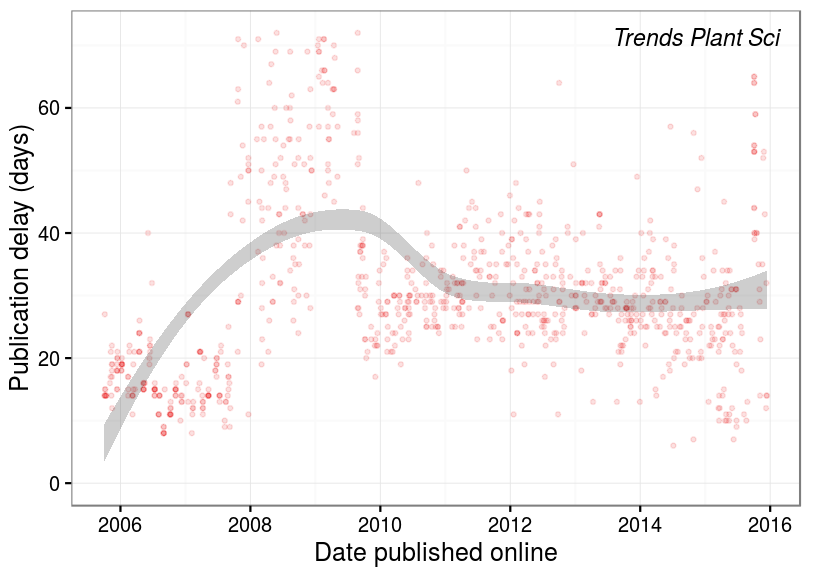 Trends Plant Sci
Publication delay (days)
60
40
20
0
2006 2008 2010 2012 2014 2016
Date published online